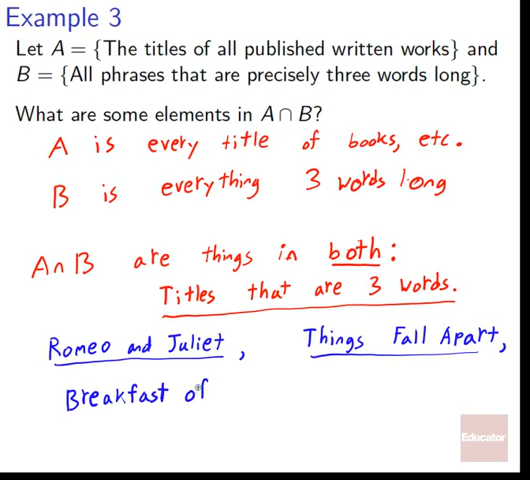 Example 3
Let A = {The titles of all published written works} and
B = {All phrases that are precisely three words long}.
What are some elements in A ∩ B?
A is every title of books, etc.
B is everything 3 words long
A∩B are things in both:
Titles that are 3 words.
Romeo and Juliet, Things Fall Apart,
Breakfast of
Educator